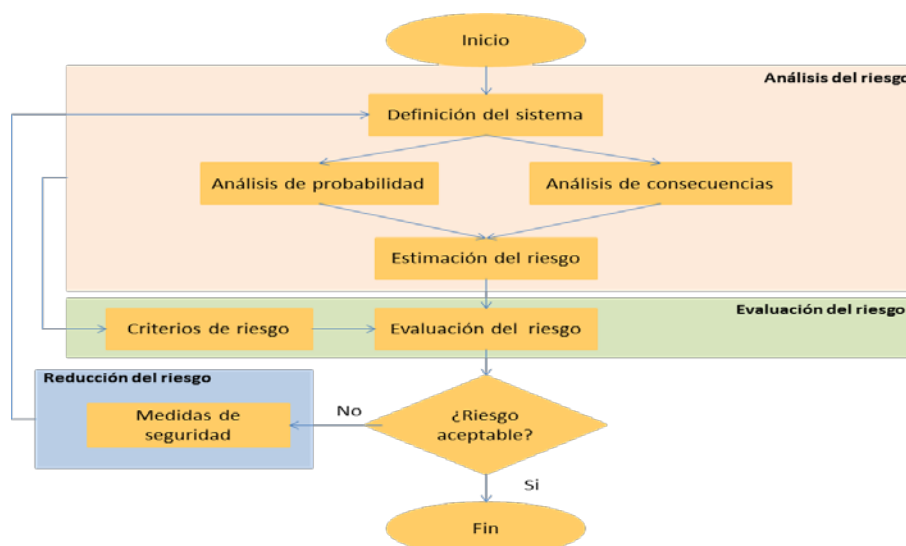 Inicio
Análisis del riesgo
Definición del sistema
Análisis de probabilidad
Análisis de consecuencias
Estimación del riesgo
Evaluación del riesgo
Criterios de riesgo
Evaluación del riesgo
Reducción del riesgo
Medidas de
seguridad
No
¿Riesgo
aceptable?
Si
Fin